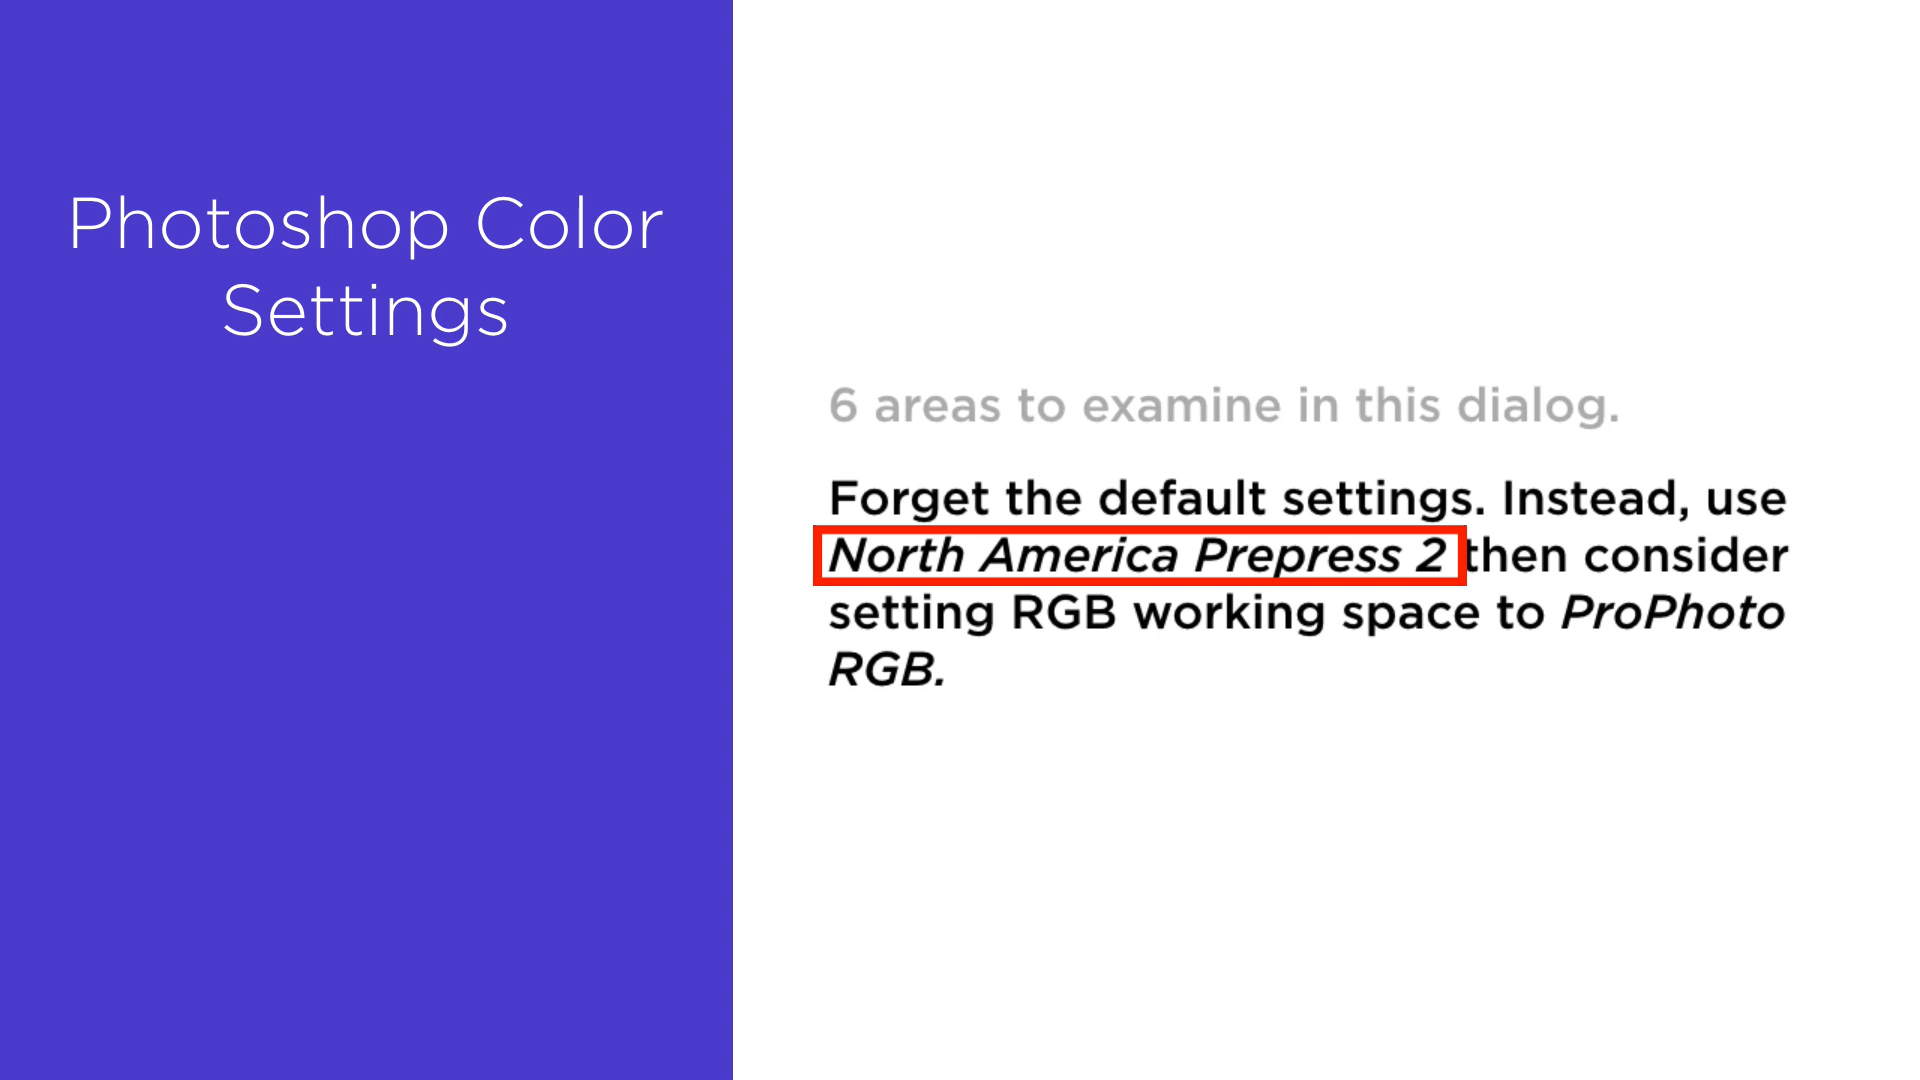 Photoshop Color
Settings
6 areas to examine in this dialog.
Forget the default settings. Instead, use
North America Prepress 2 then consider
setting RGB working space to ProPhoto
RGB.